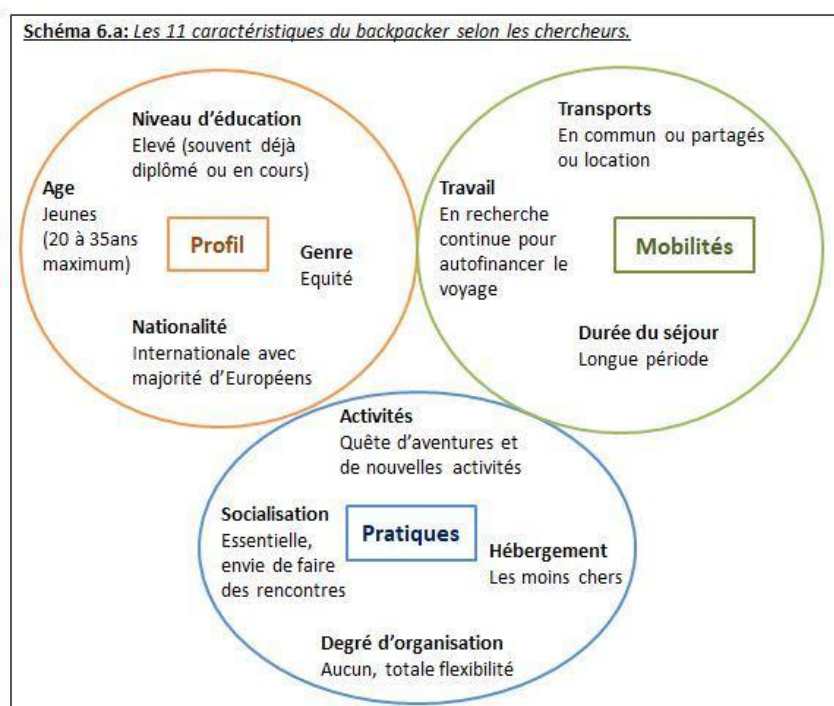 Schéma 6.a: Les 11 caractéristiques du backpacker selon les chercheurs.
Niveau d'éducation
Elevé (souvent déjà
diplômé ou en cours)
Age
Jeunes
(20 à 35ans
maximum)
Profil
Genre
Equité
Nationalité
Internationale avec
majorité d'Européens
Transports
En commun ou partagés
ou location
Travail
En recherche
continue pour
autofinancer le
voyage
Mobilités
Durée du séjour
Longue période
Activités
Quête d'aventures et
de nouvelles activités
Socialisation
Essentielle,
envie de faire
des rencontres
Pratiques
Hébergement
Les moins chers
Degré d'organisation
Aucun, totale flexibilité